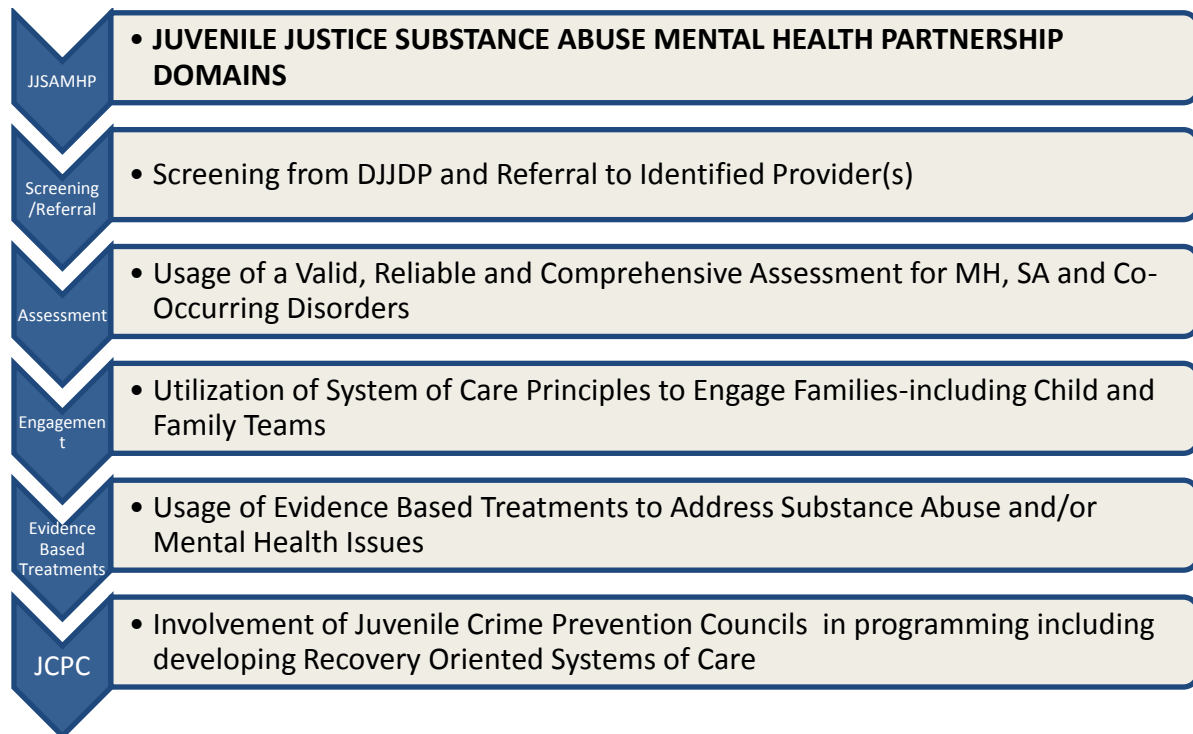 JJSAMHP
• JUVENILE JUSTICE SUBSTANCE ABUSE MENTAL HEALTH PARTNERSHIP
DOMAINS
Screening
/Referral
• Screening from DJJDP and Referral to Identified Provider(s)
Assessment
• Usage of a Valid, Reliable and Comprehensive Assessment for MH, SA and Co-
Occurring Disorders
Engagemen
t
• Utilization of System of Care Principles to Engage Families-including Child and
Family Teams
Evidence
Based
Treatments
• Usage of Evidence Based Treatments to Address Substance Abuse and/or
Mental Health Issues
JCPC
• Involvement of Juvenile Crime Prevention Councils in programming including
developing Recovery Oriented Systems of Care